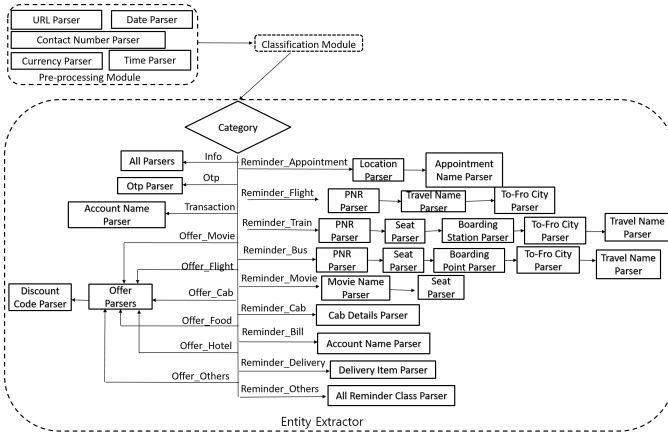 URL Parser
Date Parser
Contact Number Parser
Currency Parser
Time Parser
Pre-processing Module
Classification Module
Category
Info
All Parsers
Otp
Otp Parser
Transaction
Account Name
Parser
Offer_Movie
Offer_Flight
Offer_Cab
Offer
Parsers
Discount
Code Parser
Offer_Food
Offer_Hotel
Offer_Others
Reminder_Appointment
Location
Parser
Appointment
Name Parser
Reminder_Flight
PNR
Parser
Travel Name
Parser
To-Fro City
Parser
Reminder_Train
PNR
Parser
Seat
Parser
Boarding
Station Parser
To-Fro City
Parser
Travel Name
Parser
Reminder_Bus
PNR
Parser
Seat
Parser
Boarding
Point Parser
To-Fro City
Parser
Travel Name
Parser
Reminder_Movie
Movie Name
Parser
Seat
Parser
Reminder_Cab
Cab Details Parser
Reminder_Bill
Account Name Parser
Reminder_Delivery
Delivery Item Parser
Reminder_Others
All Reminder Class Parser
Entity Extractor